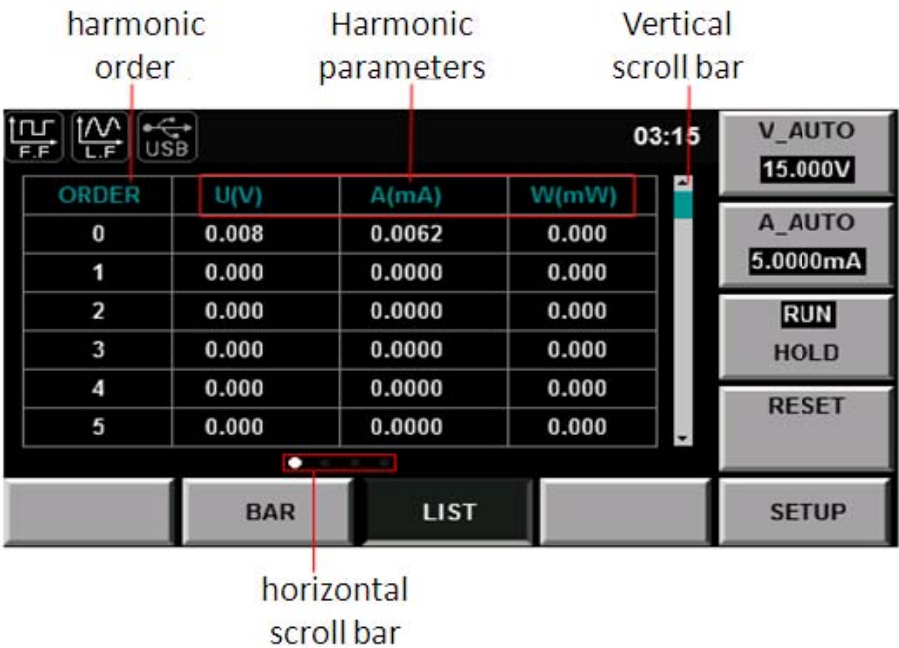 harmonic order
Harmonic parameters
Vertical scroll bar
F.F L.F USB 03:15
ORDER U(V) A(mA) W(mW)
0 0.008 0.0062 0.000
1 0.000 0.0000 0.000
2 0.000 0.0000 0.000
3 0.000 0.0000 0.000
4 0.000 0.0000 0.000
5 0.000 0.0000 0.000
V_AUTO
15.000V
A_AUTO
5.0000mA
RUN
HOLD
RESET
BAR LIST SETUP
horizontal
scroll bar